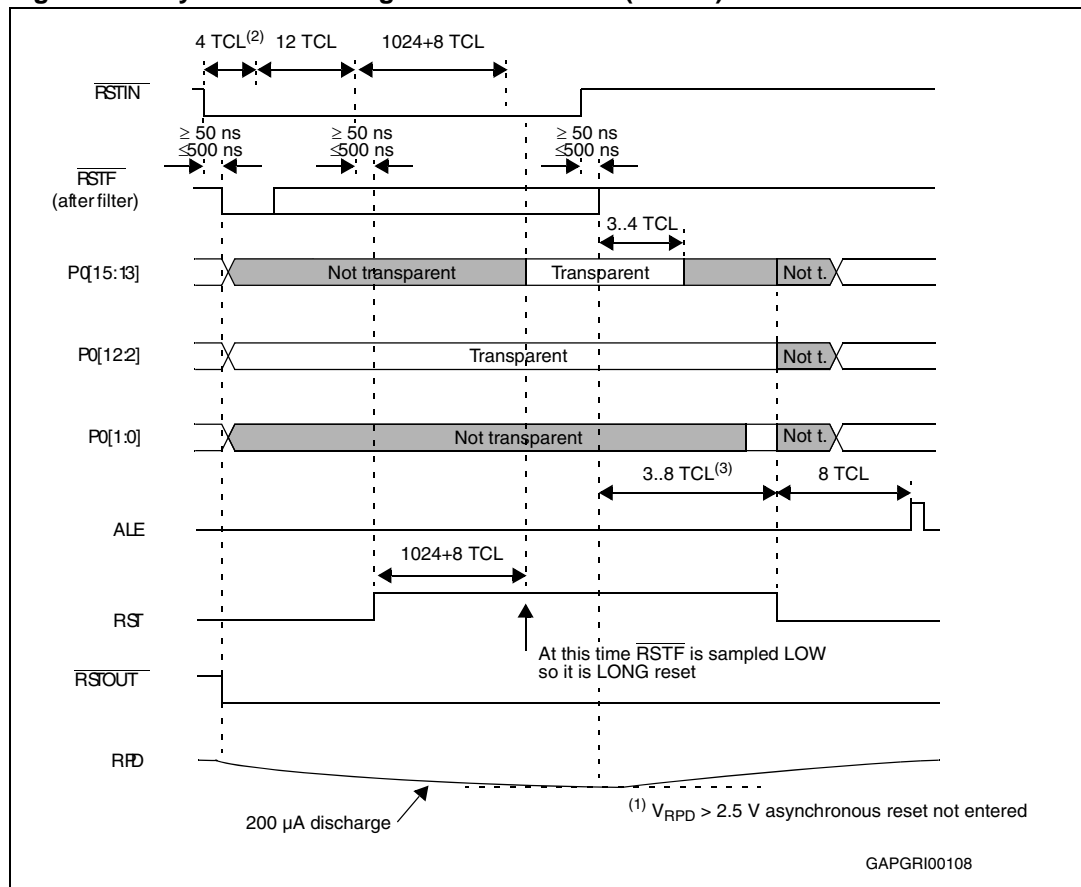 4 TCL(2) 12 TCL 1024+8 TCL
RSTIN
≥ 50 ns ≥ 50 ns ≥ 50 ns
≤500 ns ≤500 ns ≤500 ns
RSTF
(after filter)
3..4 TCL
P0[15:13] Not transparent Transparent Not t.
P0[12:2] Transparent Not t.
P0[1:0] Not transparent Not t.
3..8 TCL(3) 8 TCL
ALE
1024+8 TCL
RST
At this time RSTF is sampled LOW
so it is LONG reset
RSTOUT
RPD
(1) VRPD > 2.5 V asynchronous reset not entered
200 µA discharge
GAPGRI00108